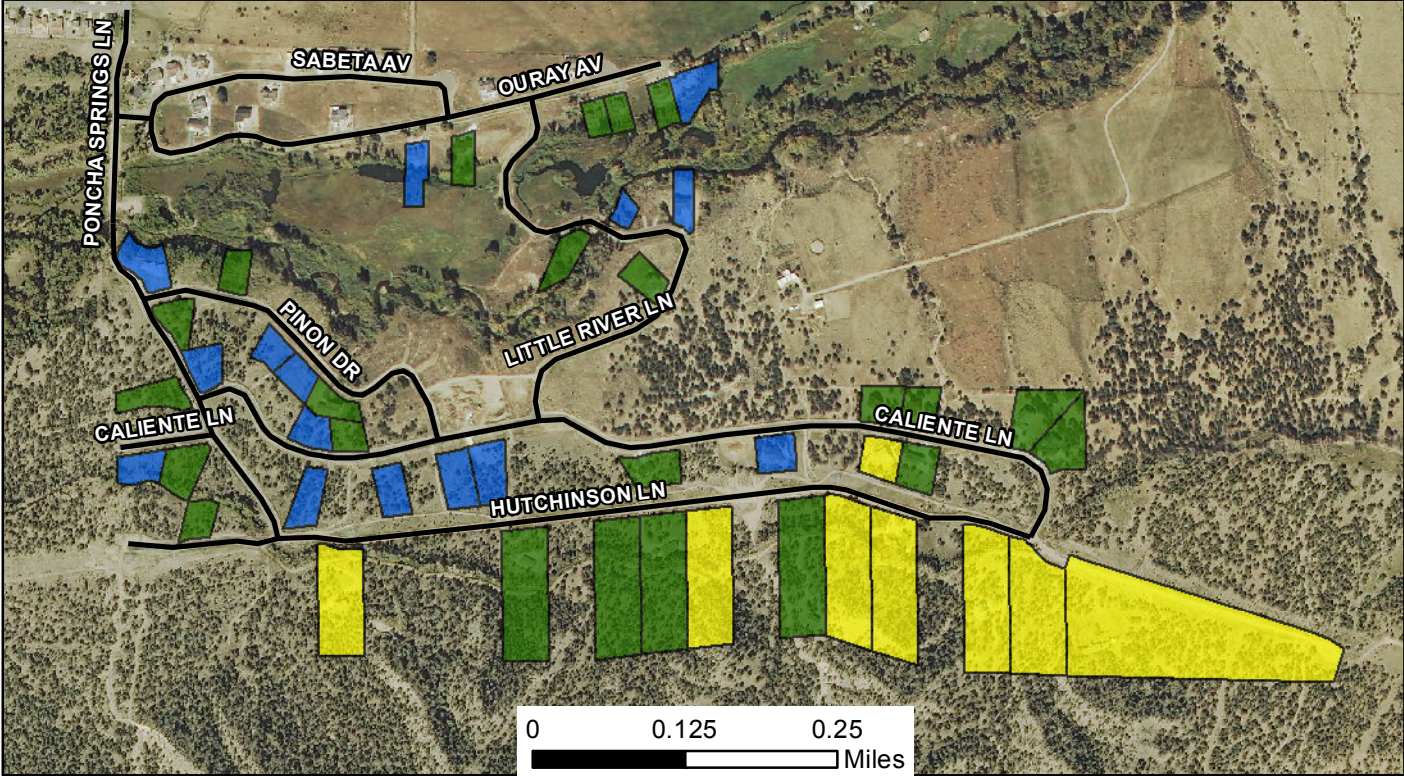 SABETA AV
OURAY AV
PONCHA SPRINGS LN
PINON DR
LITTLE RIVER LN
CALIENTE LN
CALIENTE LN
HUTCHINSON LN
0 0.125 0.25
Miles